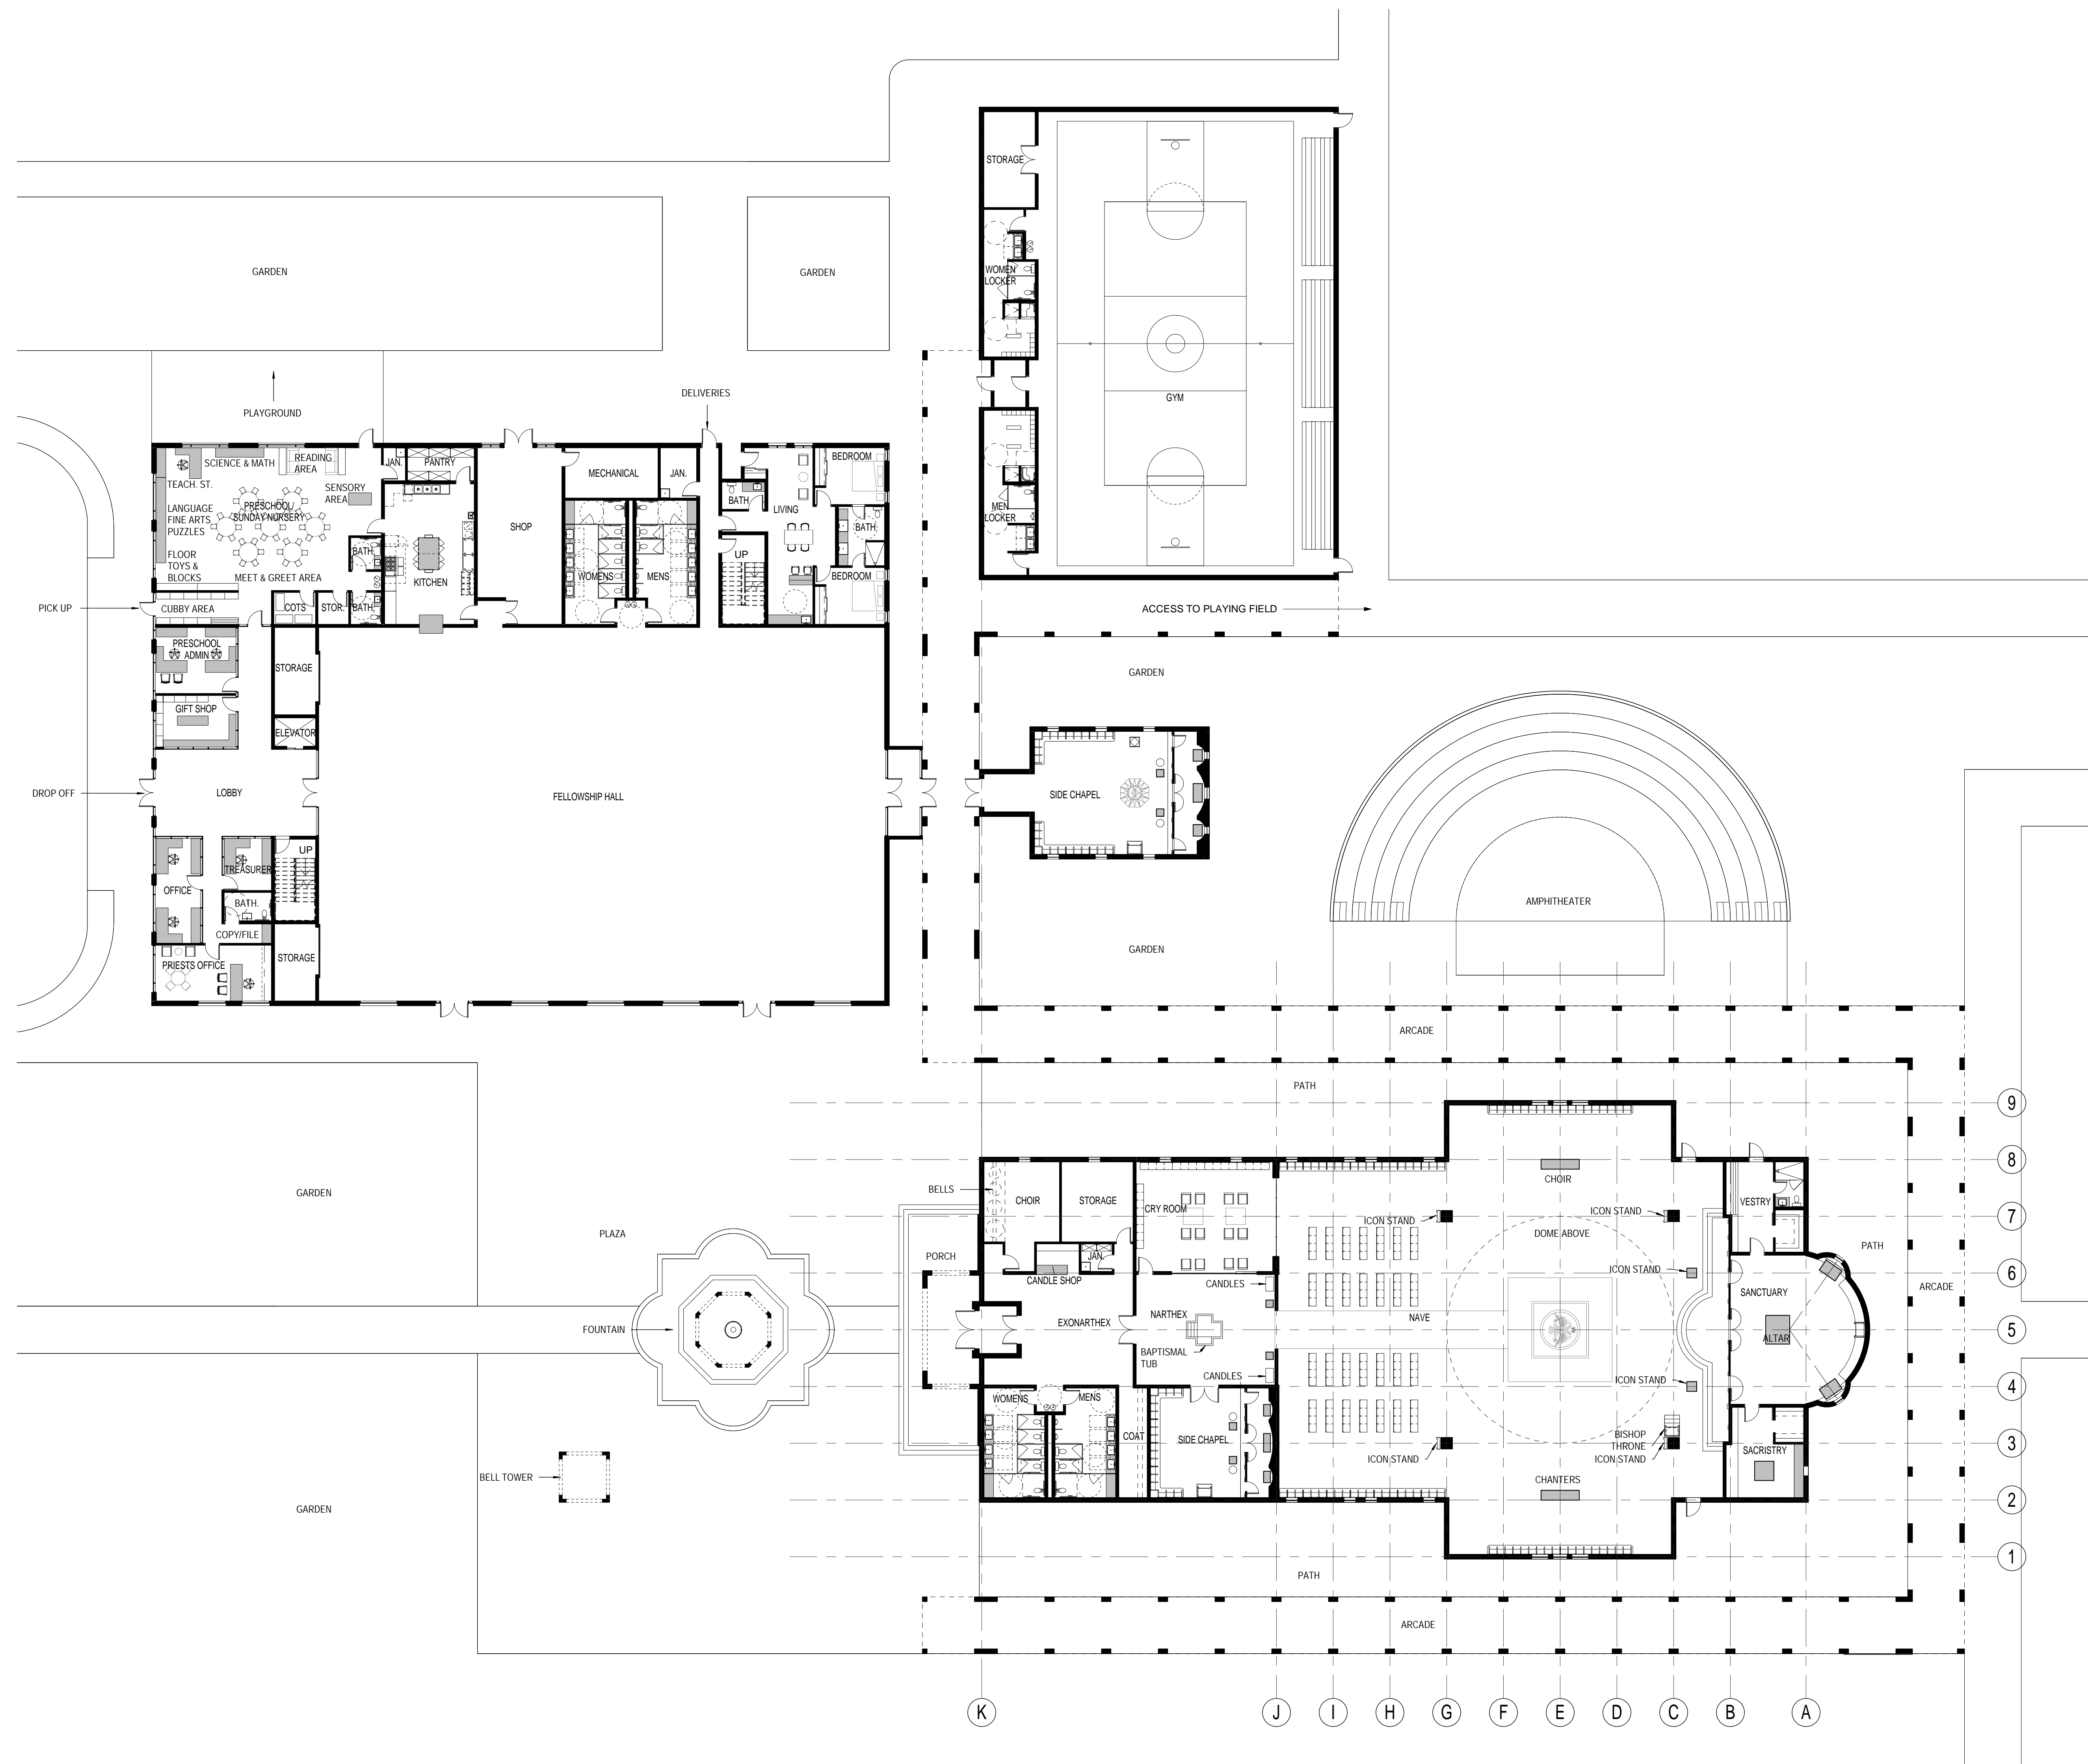 STORAGE
WOMEN
LOCKER
GARDEN
GARDEN
GYM
DELIVERIES
PLAYGROUND
SCIENCE & MATH
READING
AREA
JAN.
PANTRY
MECHANICAL
JAN.
BEDROOM
TEACH. ST.
SENSORY
AREA
BATH
LIVING
LANGUAGE
FINE ARTS
PUZZLES
PRESCHOOL/
SUNDAY NURSERY
SHOP
MEN
LOCKER
BATH
FLOOR
TOYS &
BLOCKS
MEET & GREET AREA
BATH
KITCHEN
WOMENS
MENS
UP
BEDROOM
PICK UP
CUBBY AREA
COTS
STOR.
BATH
ACCESS TO PLAYING FIELD
PRESCHOOL
ADMIN
STORAGE
GARDEN
GIFT SHOP
ELEVATOR
DROP OFF
LOBBY
FELLOWSHIP HALL
SIDE CHAPEL
UP
TREASURER
OFFICE
BATH.
AMPHITHEATER
COPY/FILE
PRIESTS OFFICE
STORAGE
GARDEN
ARCADE
PATH
9
8
GARDEN
BELLS
CHOIR
STORAGE
CRY ROOM
CHOIR
VESTRY
ICON STAND
ICON STAND
7
PLAZA
DOME ABOVE
PORCH
JAN.
PATH
CANDLE SHOP
CANDLES
ICON STAND
6
SANCTUARY
ARCADE
FOUNTAIN
EXONARTHEX
NARTHEX
NAVE
ALTAR
5
BAPTISMAL
TUB
CANDLES
ICON STAND
4
WOMENS
MENS
COAT
SIDE CHAPEL
BISHOP
THRONE
ICON STAND
ICON STAND
SACRISTRY
3
BELL TOWER
CHANTERS
GARDEN
2
1
PATH
ARCADE
K
J
I
H
G
F
E
D
C
B
A